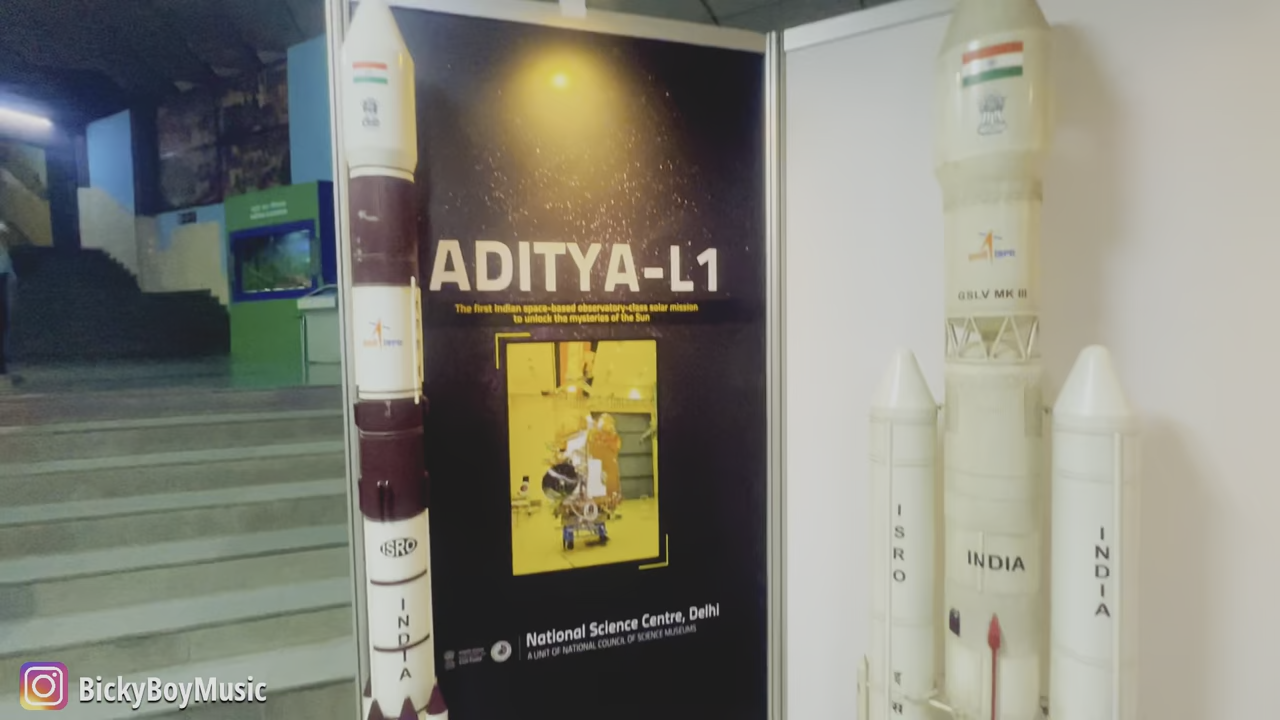 ADITYA-L1
The first Indian space-based observatory-class solar mission
to unlock the mysteries of the Sun
National Science Centre, Delhi
A UNIT OF NATIONAL COUNCIL OF SCIENCE MUSEUMS
ISRO
INDIA
GSLV MK III
ISRO
INDIA
INDIA
BickyBoyMusic